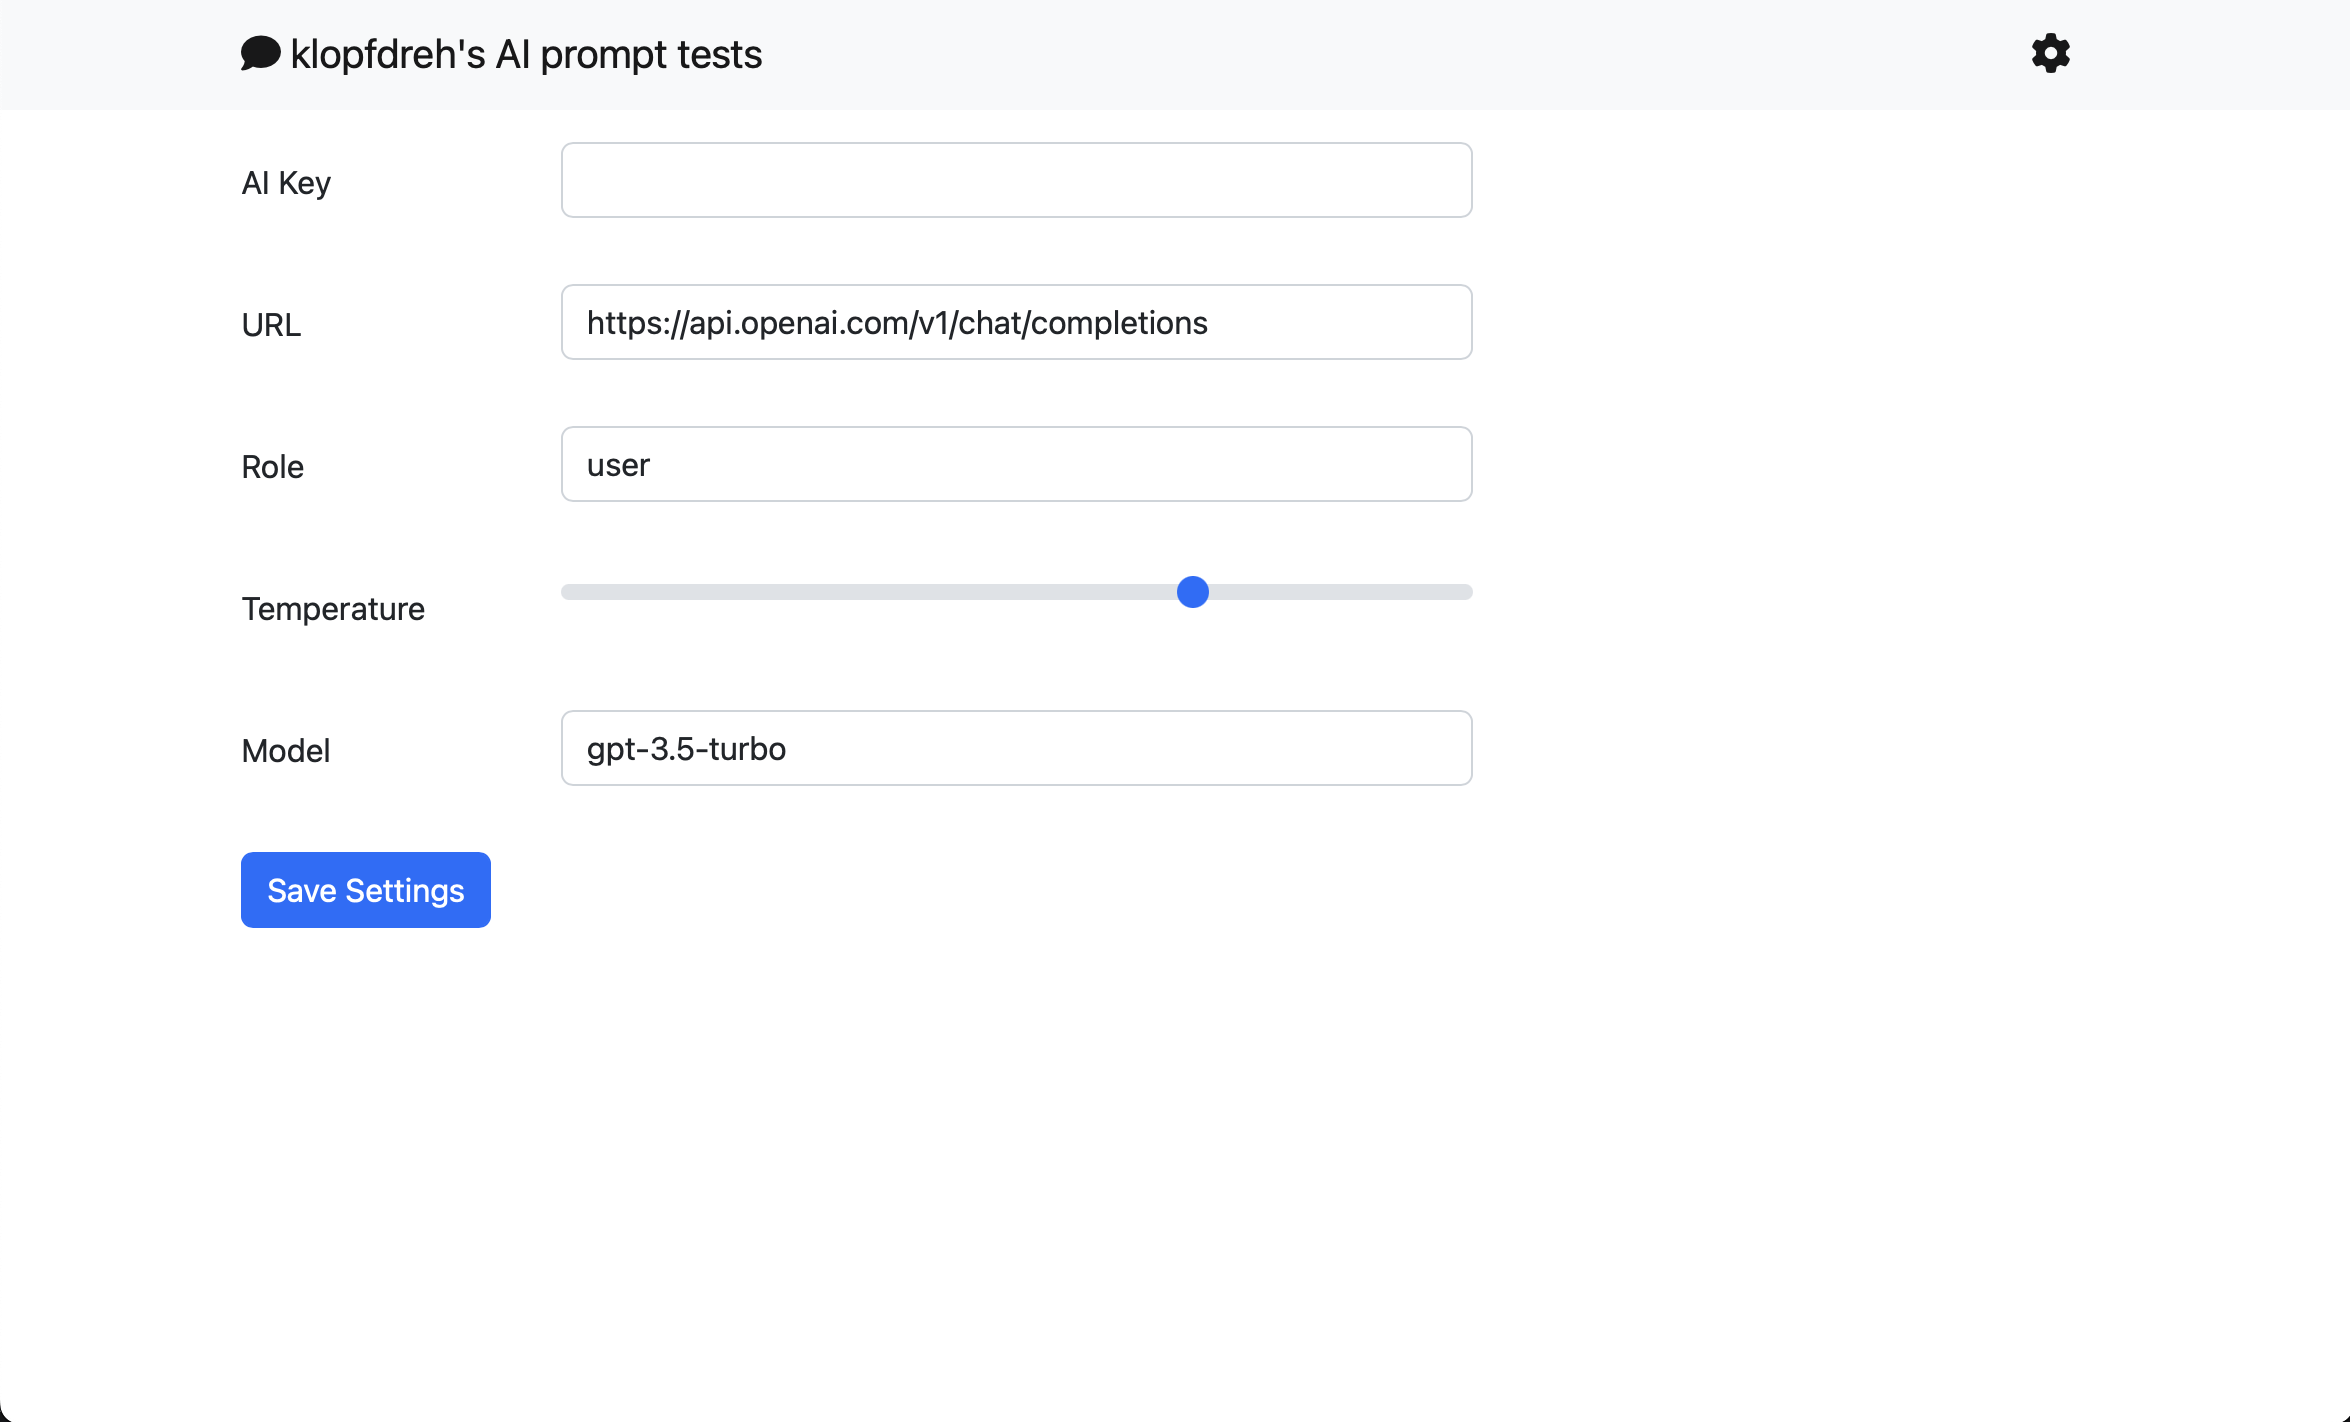 klopfdreh's AI prompt tests
AI Key
URL
https://api.openai.com/v1/chat/completions
Role
user
Temperature
Model
gpt-3.5-turbo
Save Settings